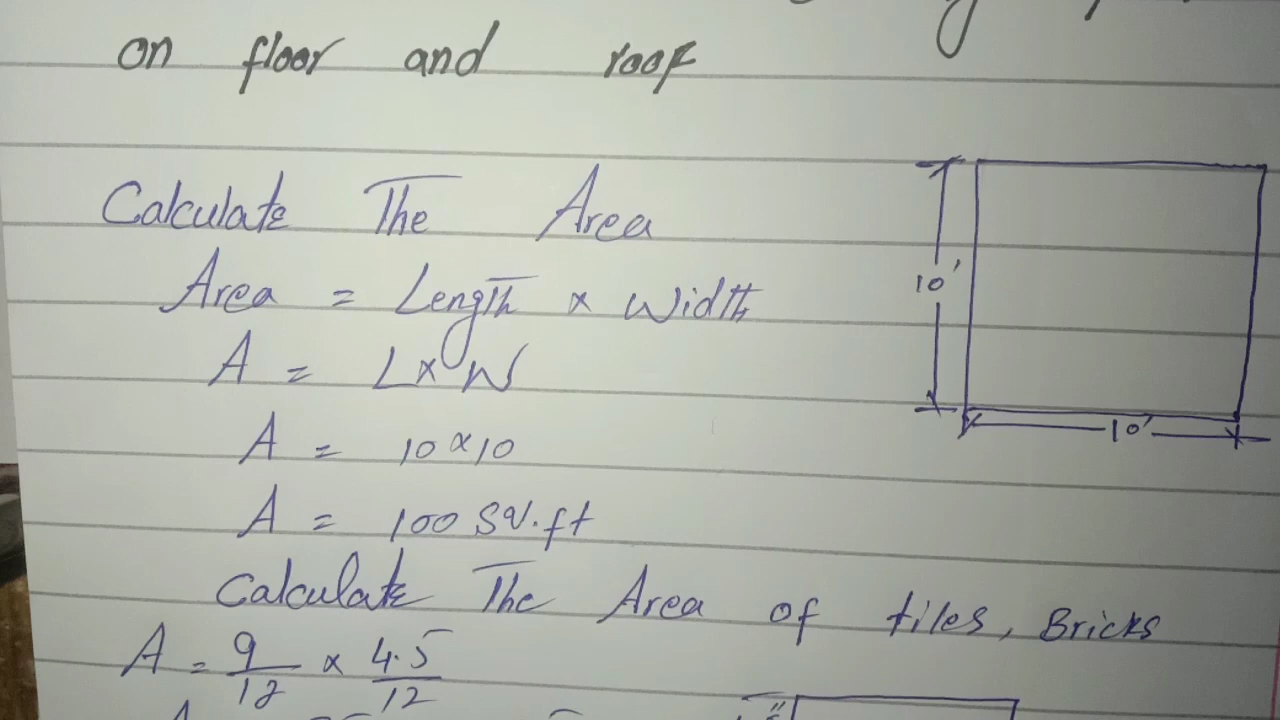 on floor and roof
Calculate The Area
Area = Length x Width
A = L x W
A = 10 x 10
A = 100 sq.ft
10'
10'
Calculate The Area of tiles, Bricks
A = 9/12 x 4.5/12